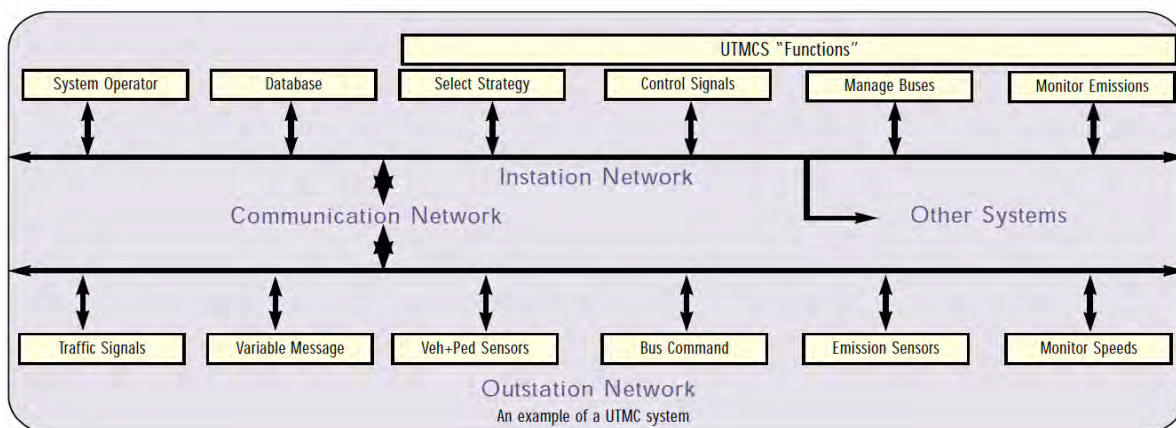 UTMCS "Functions"
System Operator
Database
Select Strategy
Control Signals
Manage Buses
Monitor Emissions
Instation Network
Communication Network
Other Systems
Traffic Signals
Variable Message
Veh+Ped Sensors
Bus Command
Emission Sensors
Monitor Speeds
Outstation Network
An example of a UTMC system